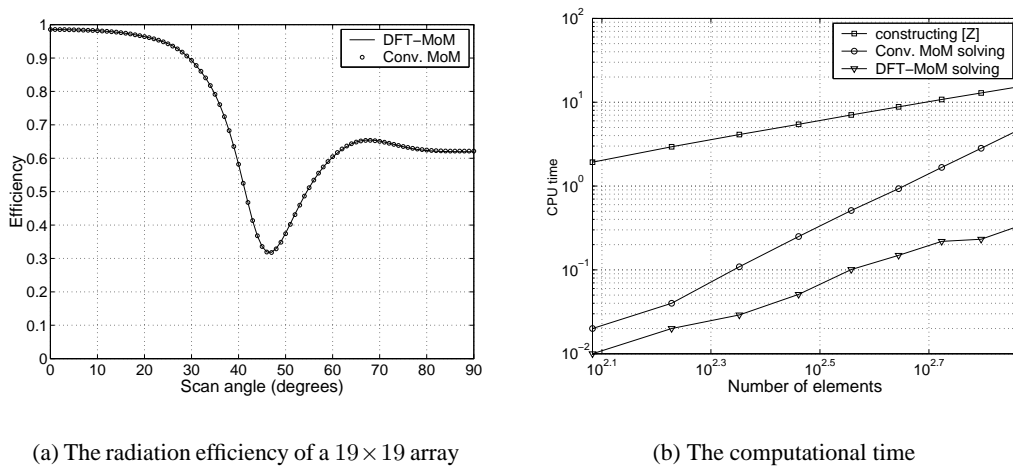 1
0.9
0.8
0.7
0.6
0.5
0.4
0.3
0.2
0.1
0
Efficiency
DFT−MoM
Conv. MoM
0 10 20 30 40 50 60 70 80 90
Scan angle (degrees)
(a) The radiation efficiency of a 19×19 array
10^2
10^1
10^0
10^−1
10^−2
CPU time
constructing [Z]
Conv. MoM solving
DFT−MoM solving
10^2.1 10^2.3 10^2.5 10^2.7
Number of elements
(b) The computational time